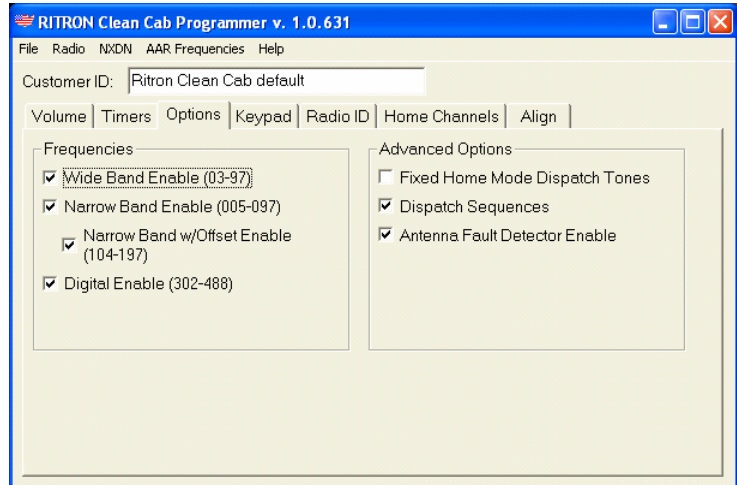 RITRON Clean Cab Programmer v. 1.0.631
File Radio NXDN AAR Frequencies Help
Customer ID: Ritron Clean Cab default
Volume Timers Options Keypad Radio ID Home Channels Align
Frequencies
Wide Band Enable (03-97)
Narrow Band Enable (005-097)
Narrow Band w/Offset Enable
(104-197)
Digital Enable (302-488)
Advanced Options
Fixed Home Mode Dispatch Tones
Dispatch Sequences
Antenna Fault Detector Enable